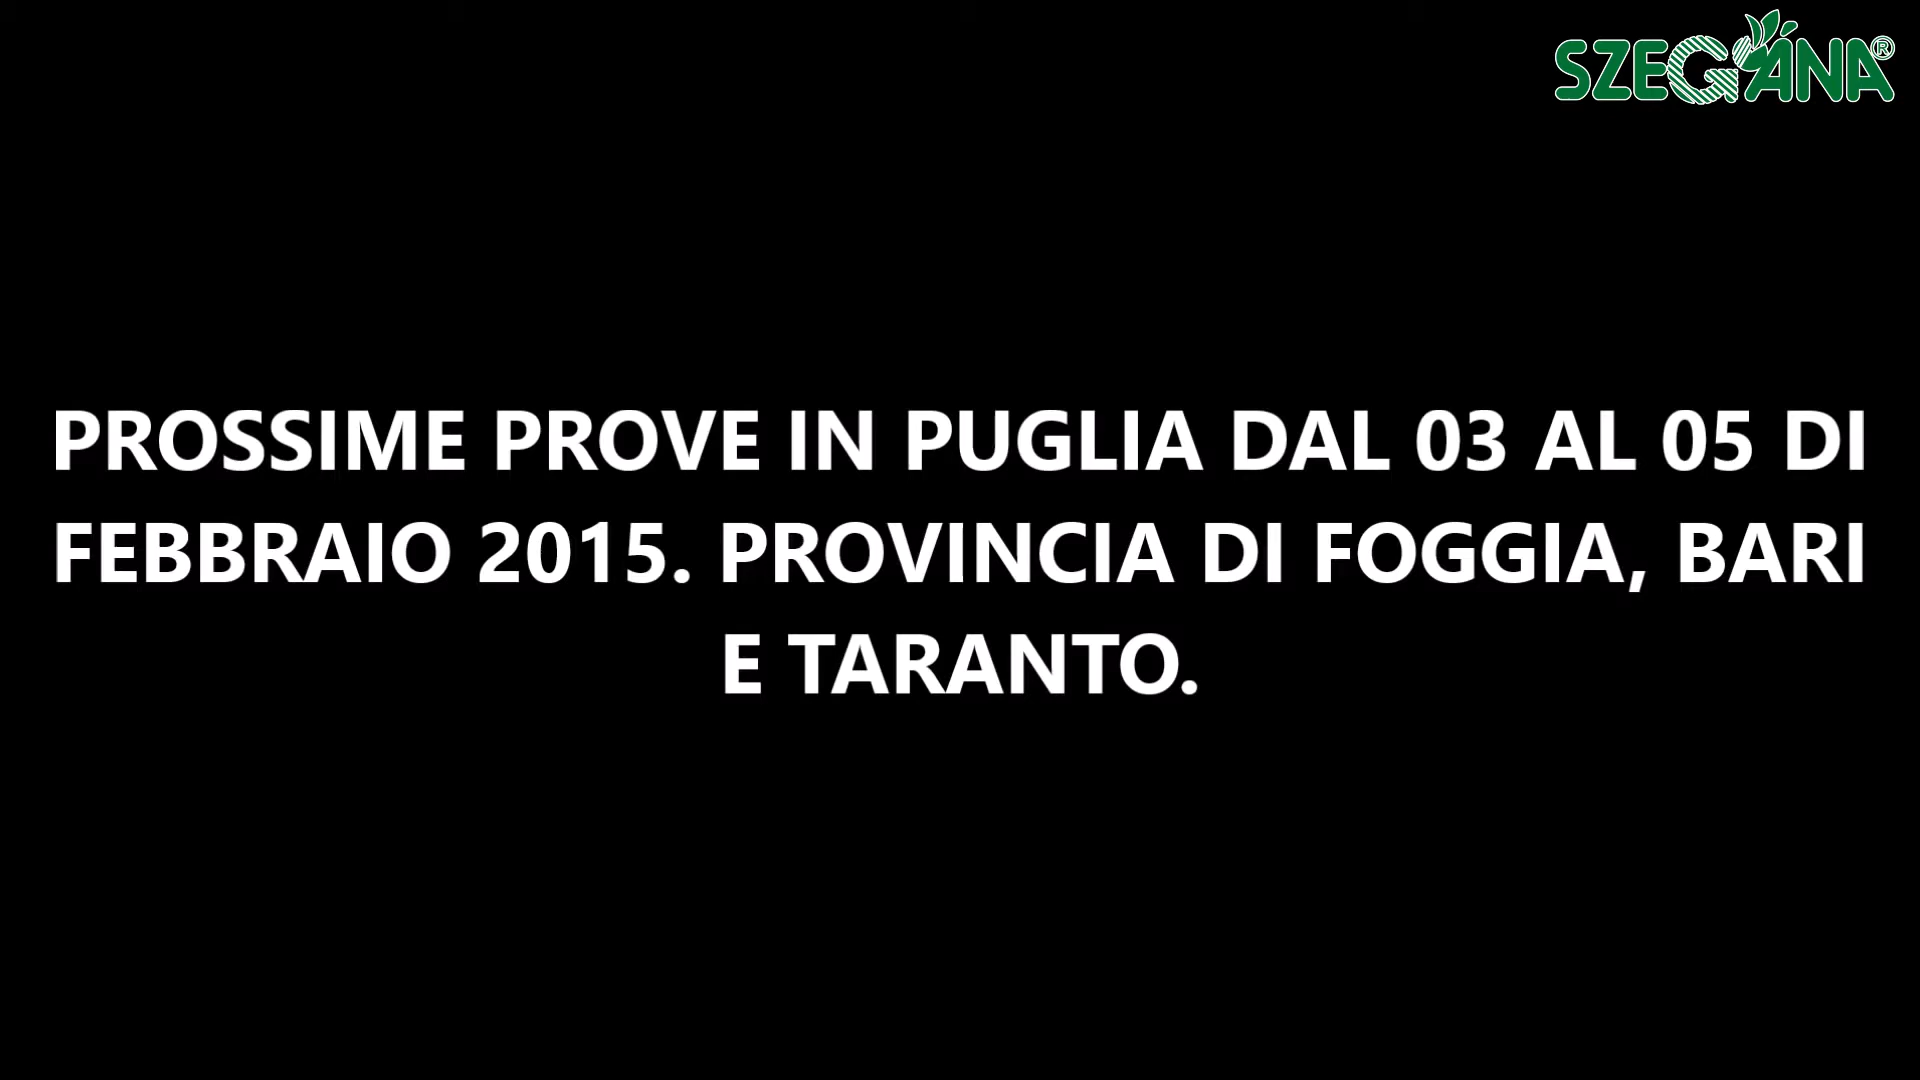 SZEGÁNA®
PROSSIME PROVE IN PUGLIA DAL 03 AL 05 DI
FEBBRAIO 2015. PROVINCIA DI FOGGIA, BARI
E TARANTO.